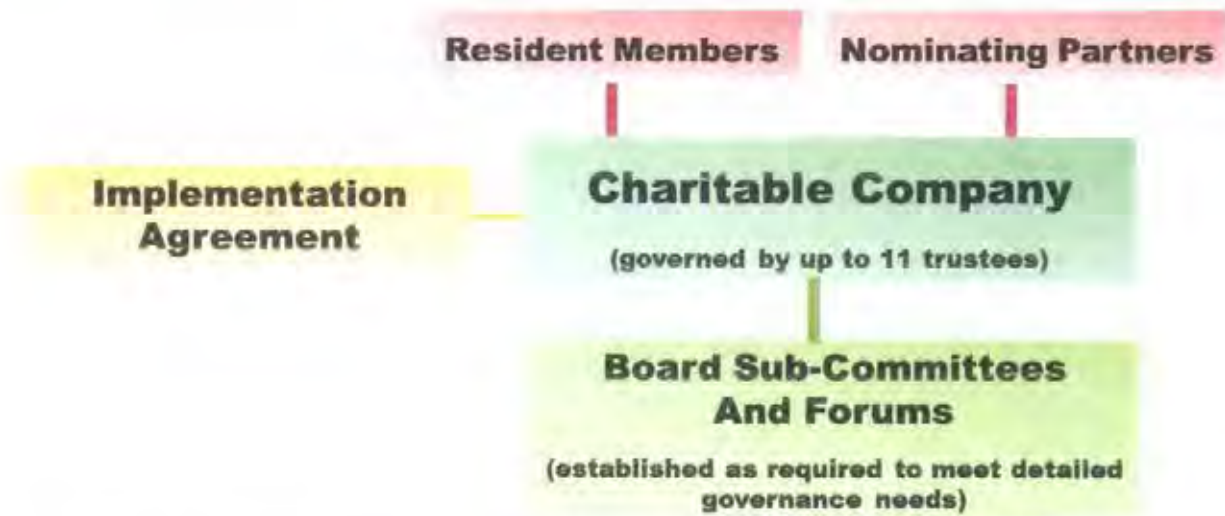 Resident Members
Nominating Partners
Implementation
Agreement
Charitable Company
(governed by up to 11 trustees)
Board Sub-Committees
And Forums
(established as required to meet detailed
governance needs)